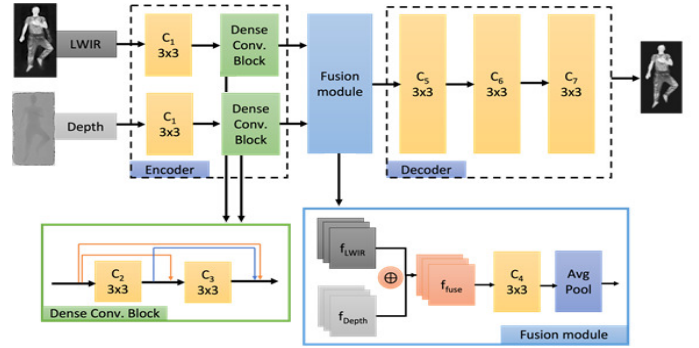 LWIR
C1
3x3
Dense
Conv.
Block
Depth
C1
3x3
Dense
Conv.
Block
Encoder
Fusion
module
C5
3x3
C6
3x3
C7
3x3
Decoder
C2
3x3
C3
3x3
Dense Conv. Block
fLWIR
fDepth
⊕
ffuse
C4
3x3
Avg
Pool
Fusion module